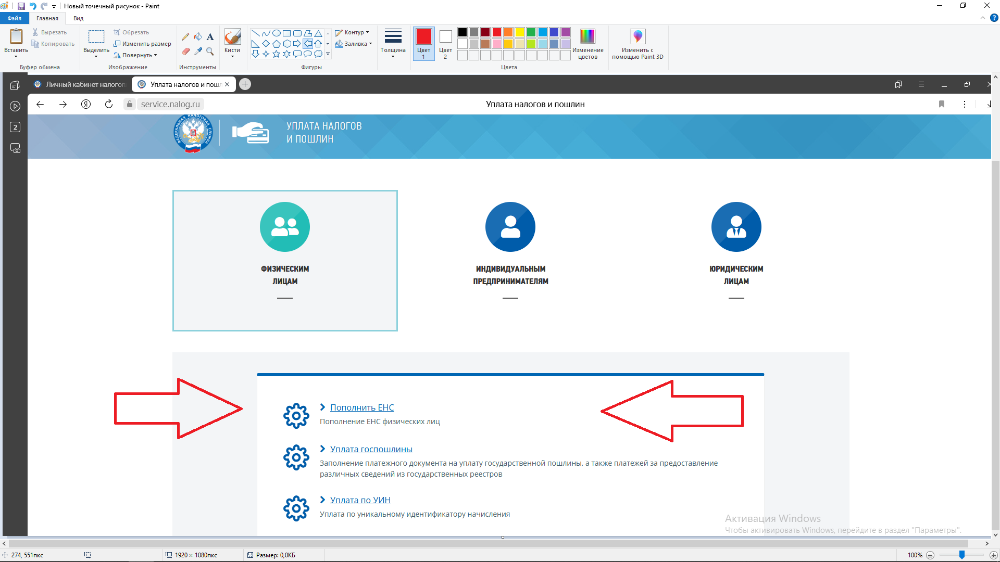 Новый точечный рисунок - Paint
Файл
Главная
Вид
Вставить
Вырезать
Копировать
Буфер обмена
Выделить
Обрезать
Изменить размер
Повернуть
Изображение
Инструменты
Кисти
Фигуры
Контур
Заливка
Толщина
Цвет
1
Цвет
2
Цвета
Изменение
цветов
Изменить с
помощью Paint 3D
Личный кабинет налогоп
Уплата налогов и пошл
2
service.nalog.ru
Уплата налогов и пошлин
ФЕДЕРАЛЬНАЯ НАЛОГОВАЯ СЛУЖБА
УПЛАТА НАЛОГОВ
И ПОШЛИН
ФИЗИЧЕСКИМ
ЛИЦАМ
ИНДИВИДУАЛЬНЫМ
ПРЕДПРИНИМАТЕЛЯМ
ЮРИДИЧЕСКИМ
ЛИЦАМ
Пополнить ЕНС
Пополнение ЕНС физических лиц
Уплата госпошлины
Заполнение платежного документа на уплату государственной пошлины, а также платежей за предоставление
различных сведений из государственных реестров
Уплата по УИН
Уплата по уникальному идентификатору начисления
Активация Windows
Чтобы активировать Windows, перейдите в раздел "Параметры".
274, 551пкс
1920 × 1080пкс
Размер: 0,0КБ
100%